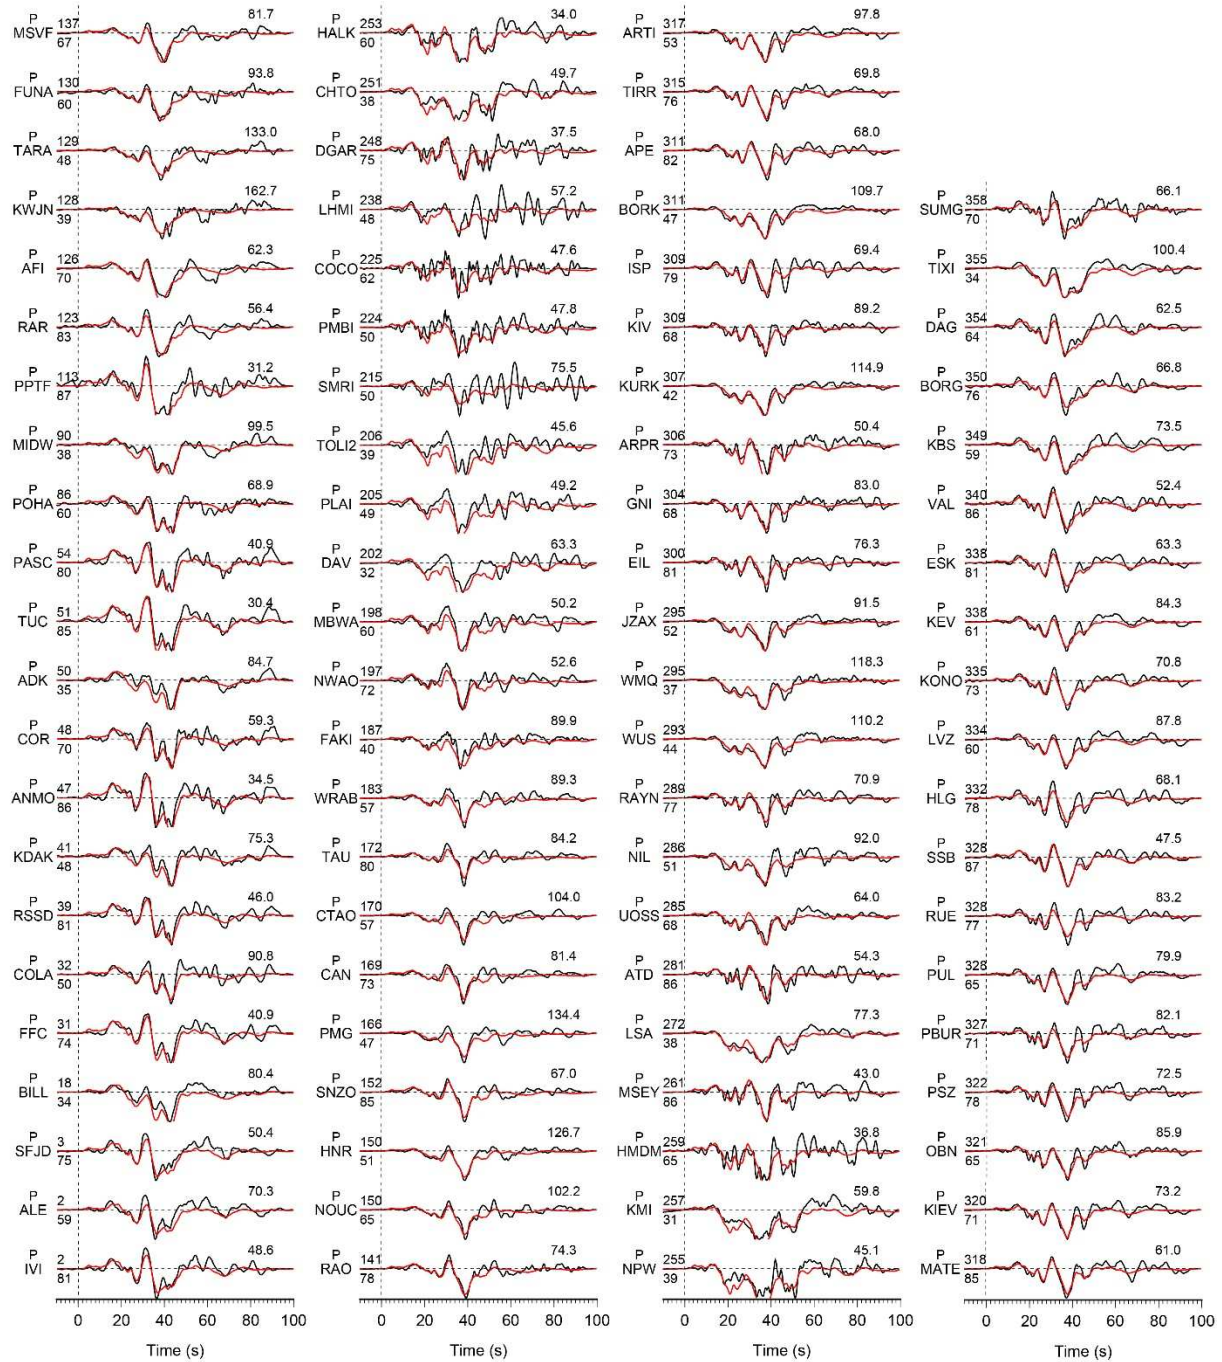 P 137 81.7
MSVF 67
P 130 93.8
FUNA 60
P 129 133.0
TARA 48
P 128 162.7
KWJN 39
P 126 62.3
AFI 70
P 123 56.4
RAR 83
P 113 31.2
PPTF 87
P 90 99.5
MIDW 38
P 86 68.9
POHA 60
P 54 40.9
PASC 80
P 51 30.4
TUC 85
P 50 84.7
ADK 35
P 48 59.3
COR 70
P 47 34.5
ANMO 86
P 41 75.3
KDAK 48
P 39 46.0
RSSD 81
P 32 90.8
COLA 50
P 31 40.9
FFC 74
P 18 80.4
BILL 34
P 3 50.4
SFJD 75
P 2 70.3
ALE 59
P 2 48.6
IVI 81
0 20 40 60 80 100
Time (s)
P 253 34.0
HALK 60
P 251 49.7
CHTO 38
P 248 37.5
DGAR 75
P 238 57.2
LHMI 48
P 225 47.6
COCO 62
P 224 47.8
PMBI 50
P 215 75.5
SMRI 50
P 206 45.6
TOLI2 39
P 205 49.2
PLAI 49
P 202 63.3
DAV 32
P 198 50.2
MBWA 60
P 197 52.6
NWAO 72
P 187 89.9
FAKI 40
P 183 89.3
WRAB 57
P 172 84.2
TAU 80
P 170 104.0
CTAO 57
P 169 81.4
CAN 73
P 166 134.4
PMG 47
P 152 67.0
SNZO 85
P 150 126.7
HNR 51
P 150 102.2
NOUC 65
P 141 74.3
RAO 78
0 20 40 60 80 100
Time (s)
P 317 97.8
ARTI 53
P 315 69.8
TIRR 76
P 311 68.0
APE 82
P 311 109.7
BORK 47
P 309 69.4
ISP 79
P 309 89.2
KIV 68
P 307 114.9
KURK 42
P 306 50.4
ARPR 73
P 304 83.0
GNI 68
P 300 76.3
EIL 81
P 295 91.5
JZAX 52
P 295 118.3
WMQ 37
P 293 110.2
WUS 44
P 289 70.9
RAYN 77
P 286 92.0
NIL 51
P 285 64.0
UOSS 68
P 281 54.3
ATD 86
P 272 77.3
LSA 38
P 261 43.0
MSEY 86
P 259 36.8
HMDM 65
P 257 59.8
KMI 31
P 255 45.1
NPW 39
0 20 40 60 80 100
Time (s)
P 358 66.1
SUMG 70
P 355 100.4
TIXI 34
P 354 62.5
DAG 64
P 350 66.8
BORG 76
P 349 73.5
KBS 59
P 340 52.4
VAL 86
P 338 63.3
ESK 81
P 338 84.3
KEV 61
P 335 70.8
KONO 73
P 334 87.8
LVZ 60
P 332 68.1
HLG 78
P 328 47.5
SSB 87
P 328 83.2
RUE 77
P 328 79.9
PUL 65
P 327 82.1
PBUR 71
P 322 72.5
PSZ 78
P 321 85.9
OBN 65
P 320 73.2
KIEV 71
P 318 61.0
MATE 85
0 20 40 60 80 100
Time (s)